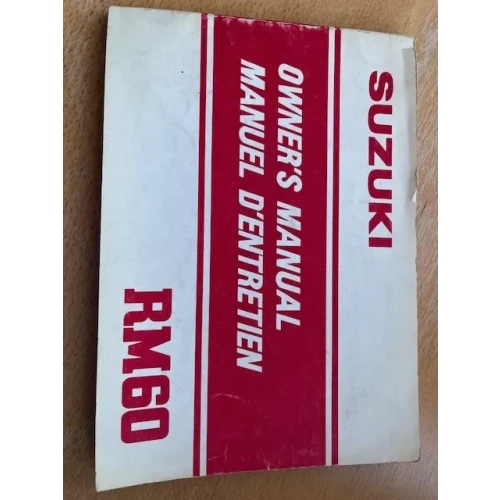 SUZUKI
OWNER'S MANUAL
MANUEL D'ENTRETIEN
RM60